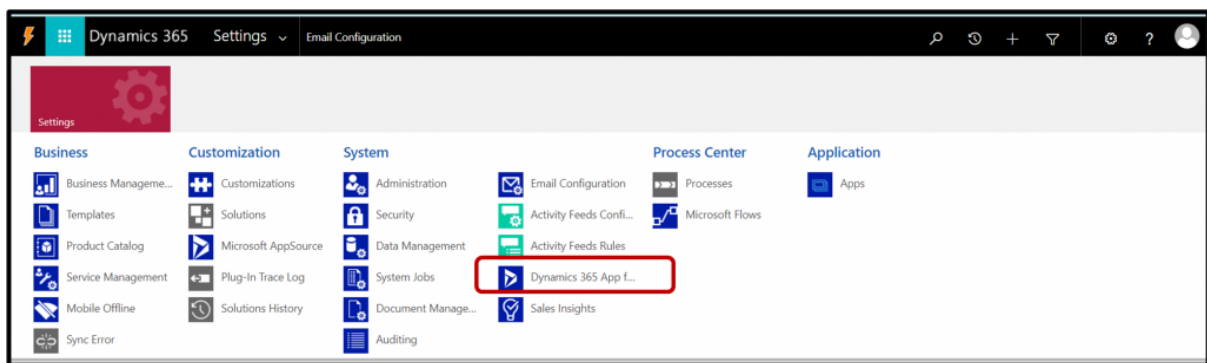 Dynamics 365 Settings Email Configuration ?
Settings
Business
Business Manageme...
Templates
Product Catalog
Service Management
Mobile Offline
Sync Error
Customization
Customizations
Solutions
Microsoft AppSource
Plug-In Trace Log
Solutions History
System
Administration
Security
Data Management
System Jobs
Document Manage...
Auditing
Email Configuration
Activity Feeds Confi...
Activity Feeds Rules
Dynamics 365 App f...
Sales Insights
Process Center
Processes
Microsoft Flows
Application
Apps